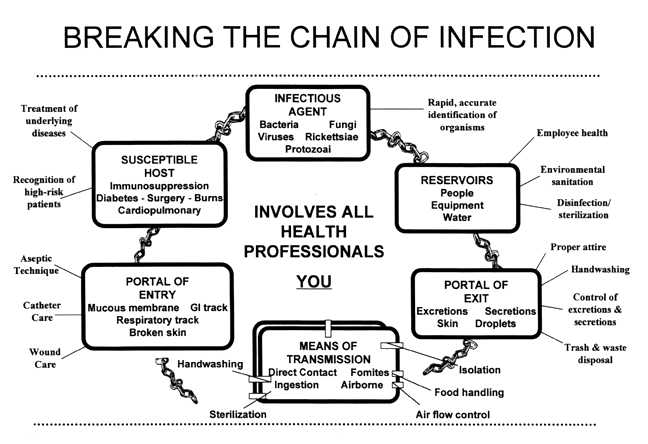 BREAKING THE CHAIN OF INFECTION
INFECTIOUS
AGENT
Bacteria Fungi
Viruses Rickettsiae
Protozoai
Rapid, accurate
identification of
organisms
Treatment of
underlying
diseases
Recognition of
high-risk
patients
SUSCEPTIBLE
HOST
Immunosuppression
Diabetes - Surgery - Burns
Cardiopulmonary
RESERVOIRS
People
Equipment
Water
Employee health
Environmental
sanitation
Disinfection/
sterilization
INVOLVES ALL
HEALTH
PROFESSIONALS
YOU
Aseptic
Technique
Catheter
Care
Wound
Care
PORTAL OF
ENTRY
Mucous membrane GI track
Respiratory track
Broken skin
PORTAL OF
EXIT
Excretions Secretions
Skin Droplets
Proper attire
Handwashing
Control of
excretions &
secretions
Trash & waste
disposal
MEANS OF
TRANSMISSION
Direct Contact Fomites
Ingestion Airborne
Handwashing
Sterilization
Isolation
Food handling
Air flow control